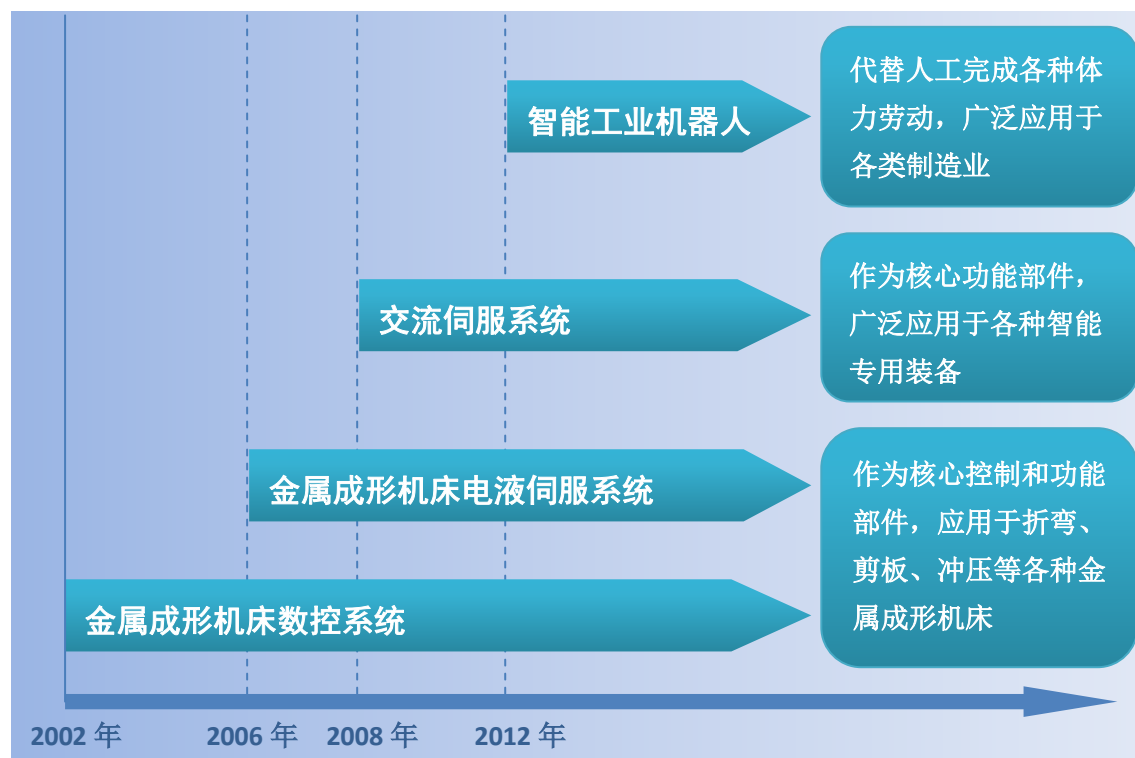 智能工业机器人
代替人工完成各种体
力劳动，广泛应用于
各类制造业
交流伺服系统
作为核心功能部件，
广泛应用于各种智能
专用装备
金属成形机床电液伺服系统
金属成形机床数控系统
作为核心控制和功能
部件，应用于折弯、
剪板、冲压等各种金
属成形机床
2002 年
2006 年
2008 年
2012 年